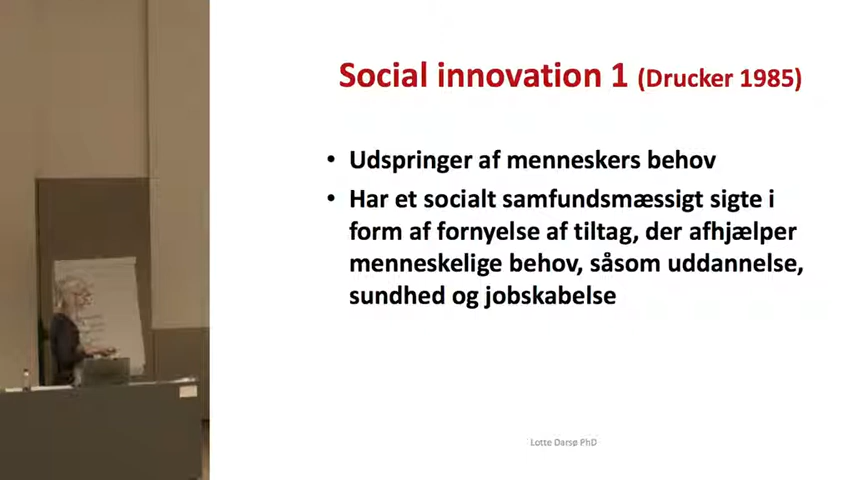 Social innovation 1 (Drucker 1985)
• Udspringer af menneskers behov
• Har et socialt samfundsmæssigt sigte i
form af fornyelse af tiltag, der afhjælper
menneskelige behov, såsom uddannelse,
sundhed og jobskabelse
Lotte Darsø PhD